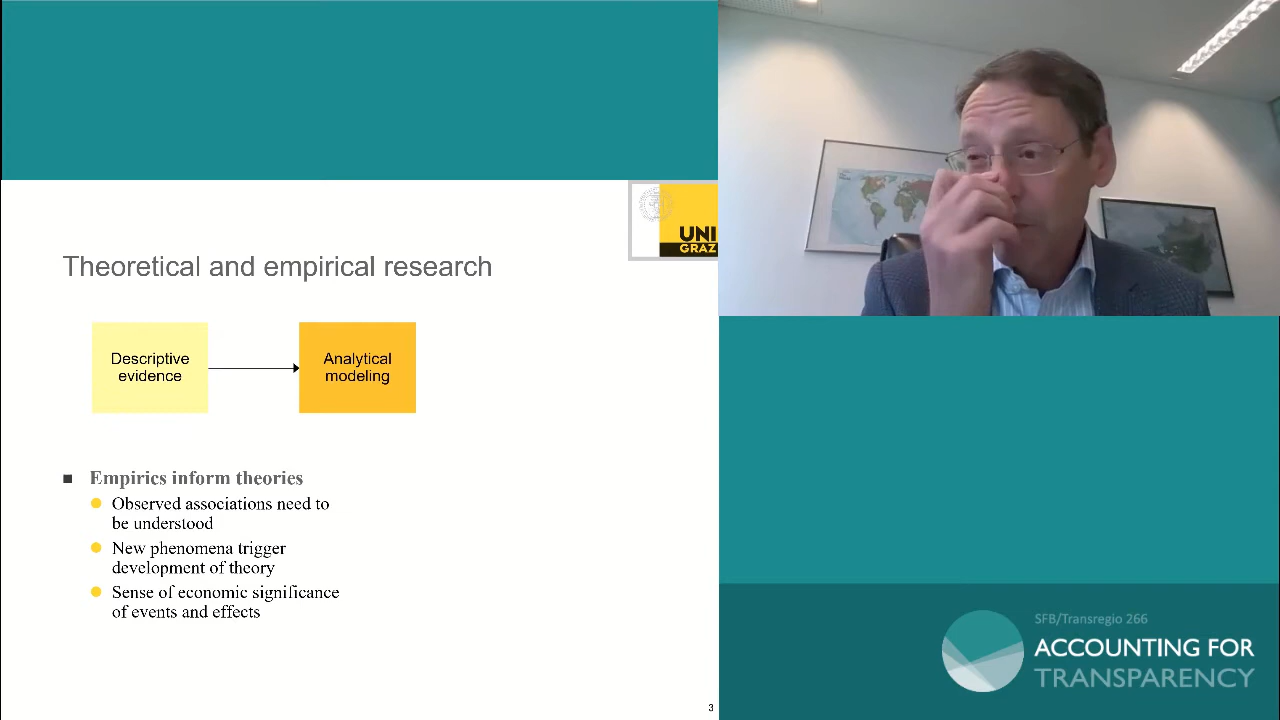 UNI
GRAZ
Theoretical and empirical research
Descriptive
evidence
Analytical
modeling
Empirics inform theories
Observed associations need to
be understood
New phenomena trigger
development of theory
Sense of economic significance
of events and effects
3
SFB/Transregio 266
ACCOUNTING FOR
TRANSPARENCY